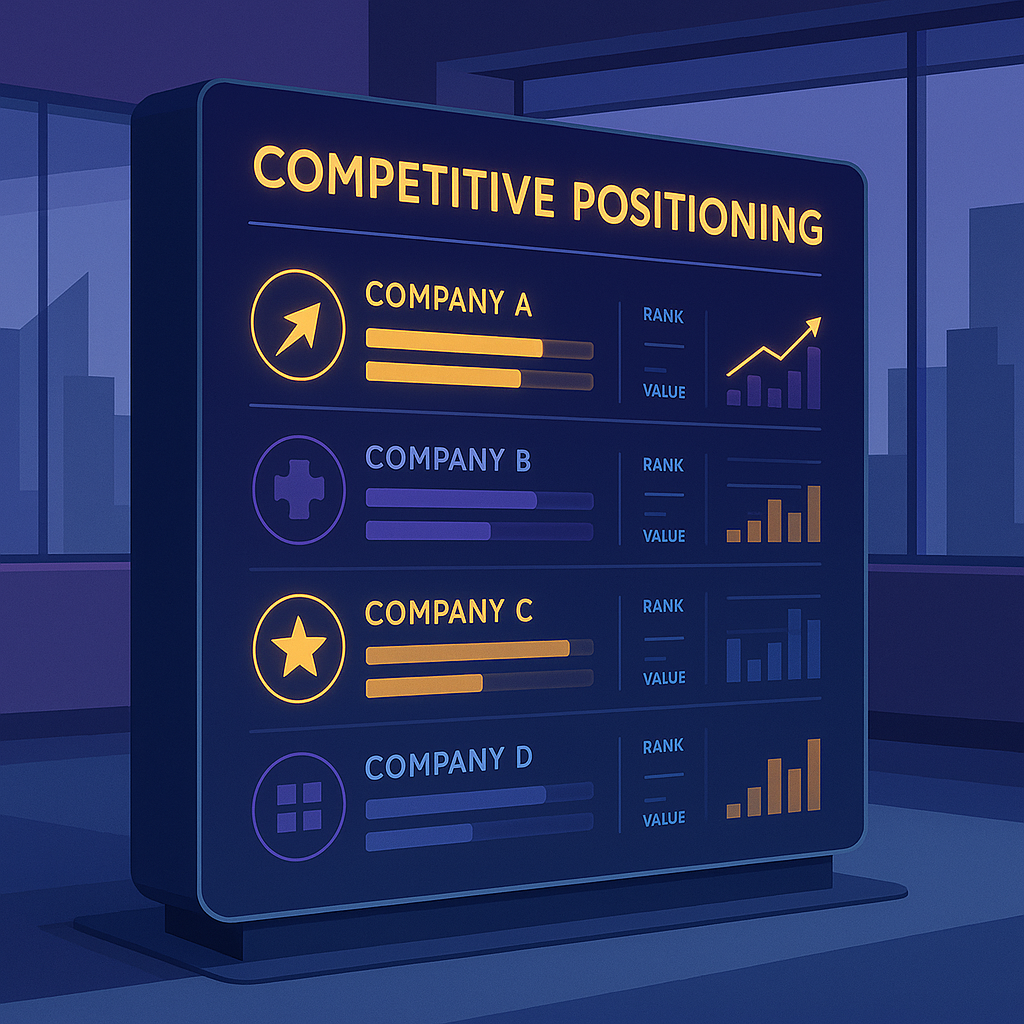 COMPETITIVE POSITIONING
COMPANY A
RANK
VALUE
COMPANY B
RANK
VALUE
COMPANY C
RANK
VALUE
COMPANY D
RANK
VALUE